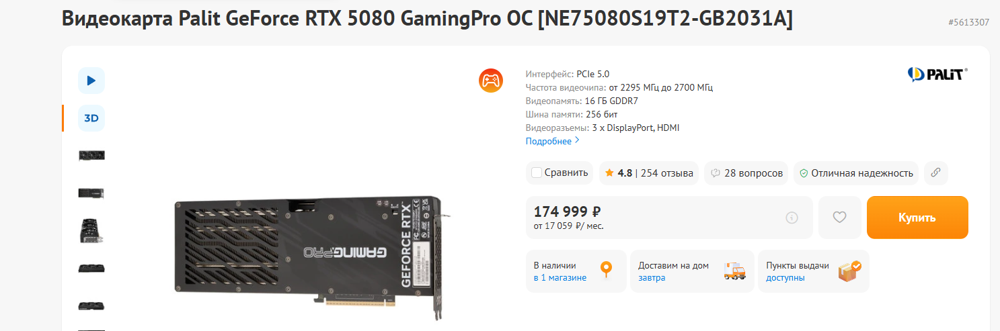 Видеокарта Palit GeForce RTX 5080 GamingPro OC [NE75080S19T2-GB2031A]
#5613307
3D
Интерфейс: PCIe 5.0
Частота видеочипа: от 2295 МГц до 2700 МГц
Видеопамять: 16 ГБ GDDR7
Шина памяти: 256 бит
Видеоразъемы: 3 x DisplayPort, HDMI
Подробнее
PALiT
Сравнить
4.8 | 254 отзыва
28 вопросов
Отличная надежность
174 999 ₽
от 17 059 ₽/ мес.
Купить
В наличии
в 1 магазине
Доставим на дом
завтра
Пункты выдачи
доступны
GAMINGPRO
GEFORCE RTX